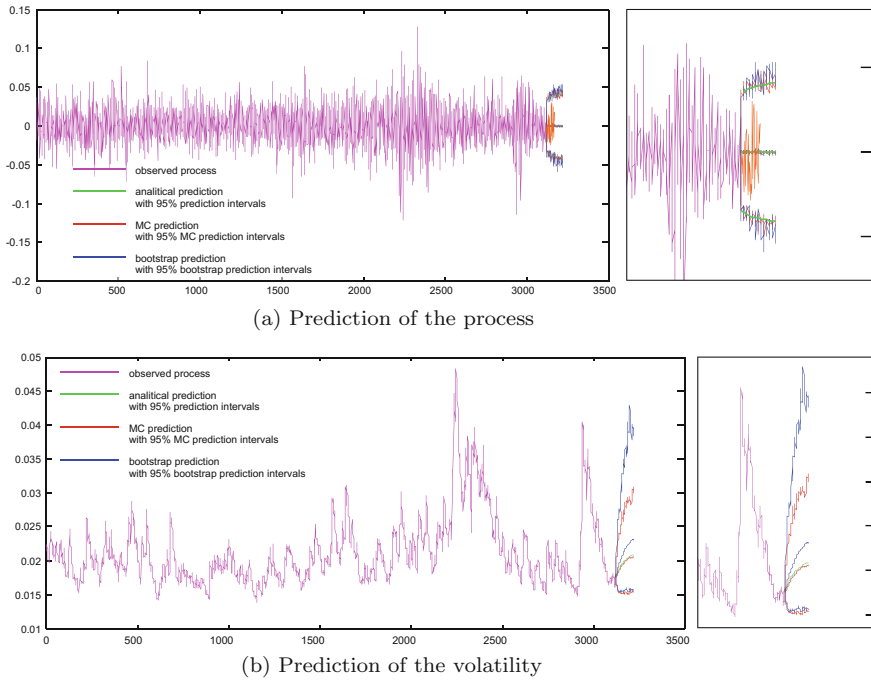 0.15
0.1
0.05
0
-0.05
-0.1
-0.15
-0.2
observed process
analitical prediction
with 95% prediction intervals
MC prediction
with 95% MC prediction intervals
bootstrap prediction
with 95% bootstrap prediction intervals
0 500 1000 1500 2000 2500 3000 3500
(a) Prediction of the process
0.05
0.045
0.04
0.035
0.03
0.025
0.02
0.015
0.01
observed process
analitical prediction
with 95% prediction intervals
MC prediction
with 95% MC prediction intervals
bootstrap prediction
with 95% bootstrap prediction intervals
0 500 1000 1500 2000 2500 3000 3500
(b) Prediction of the volatility